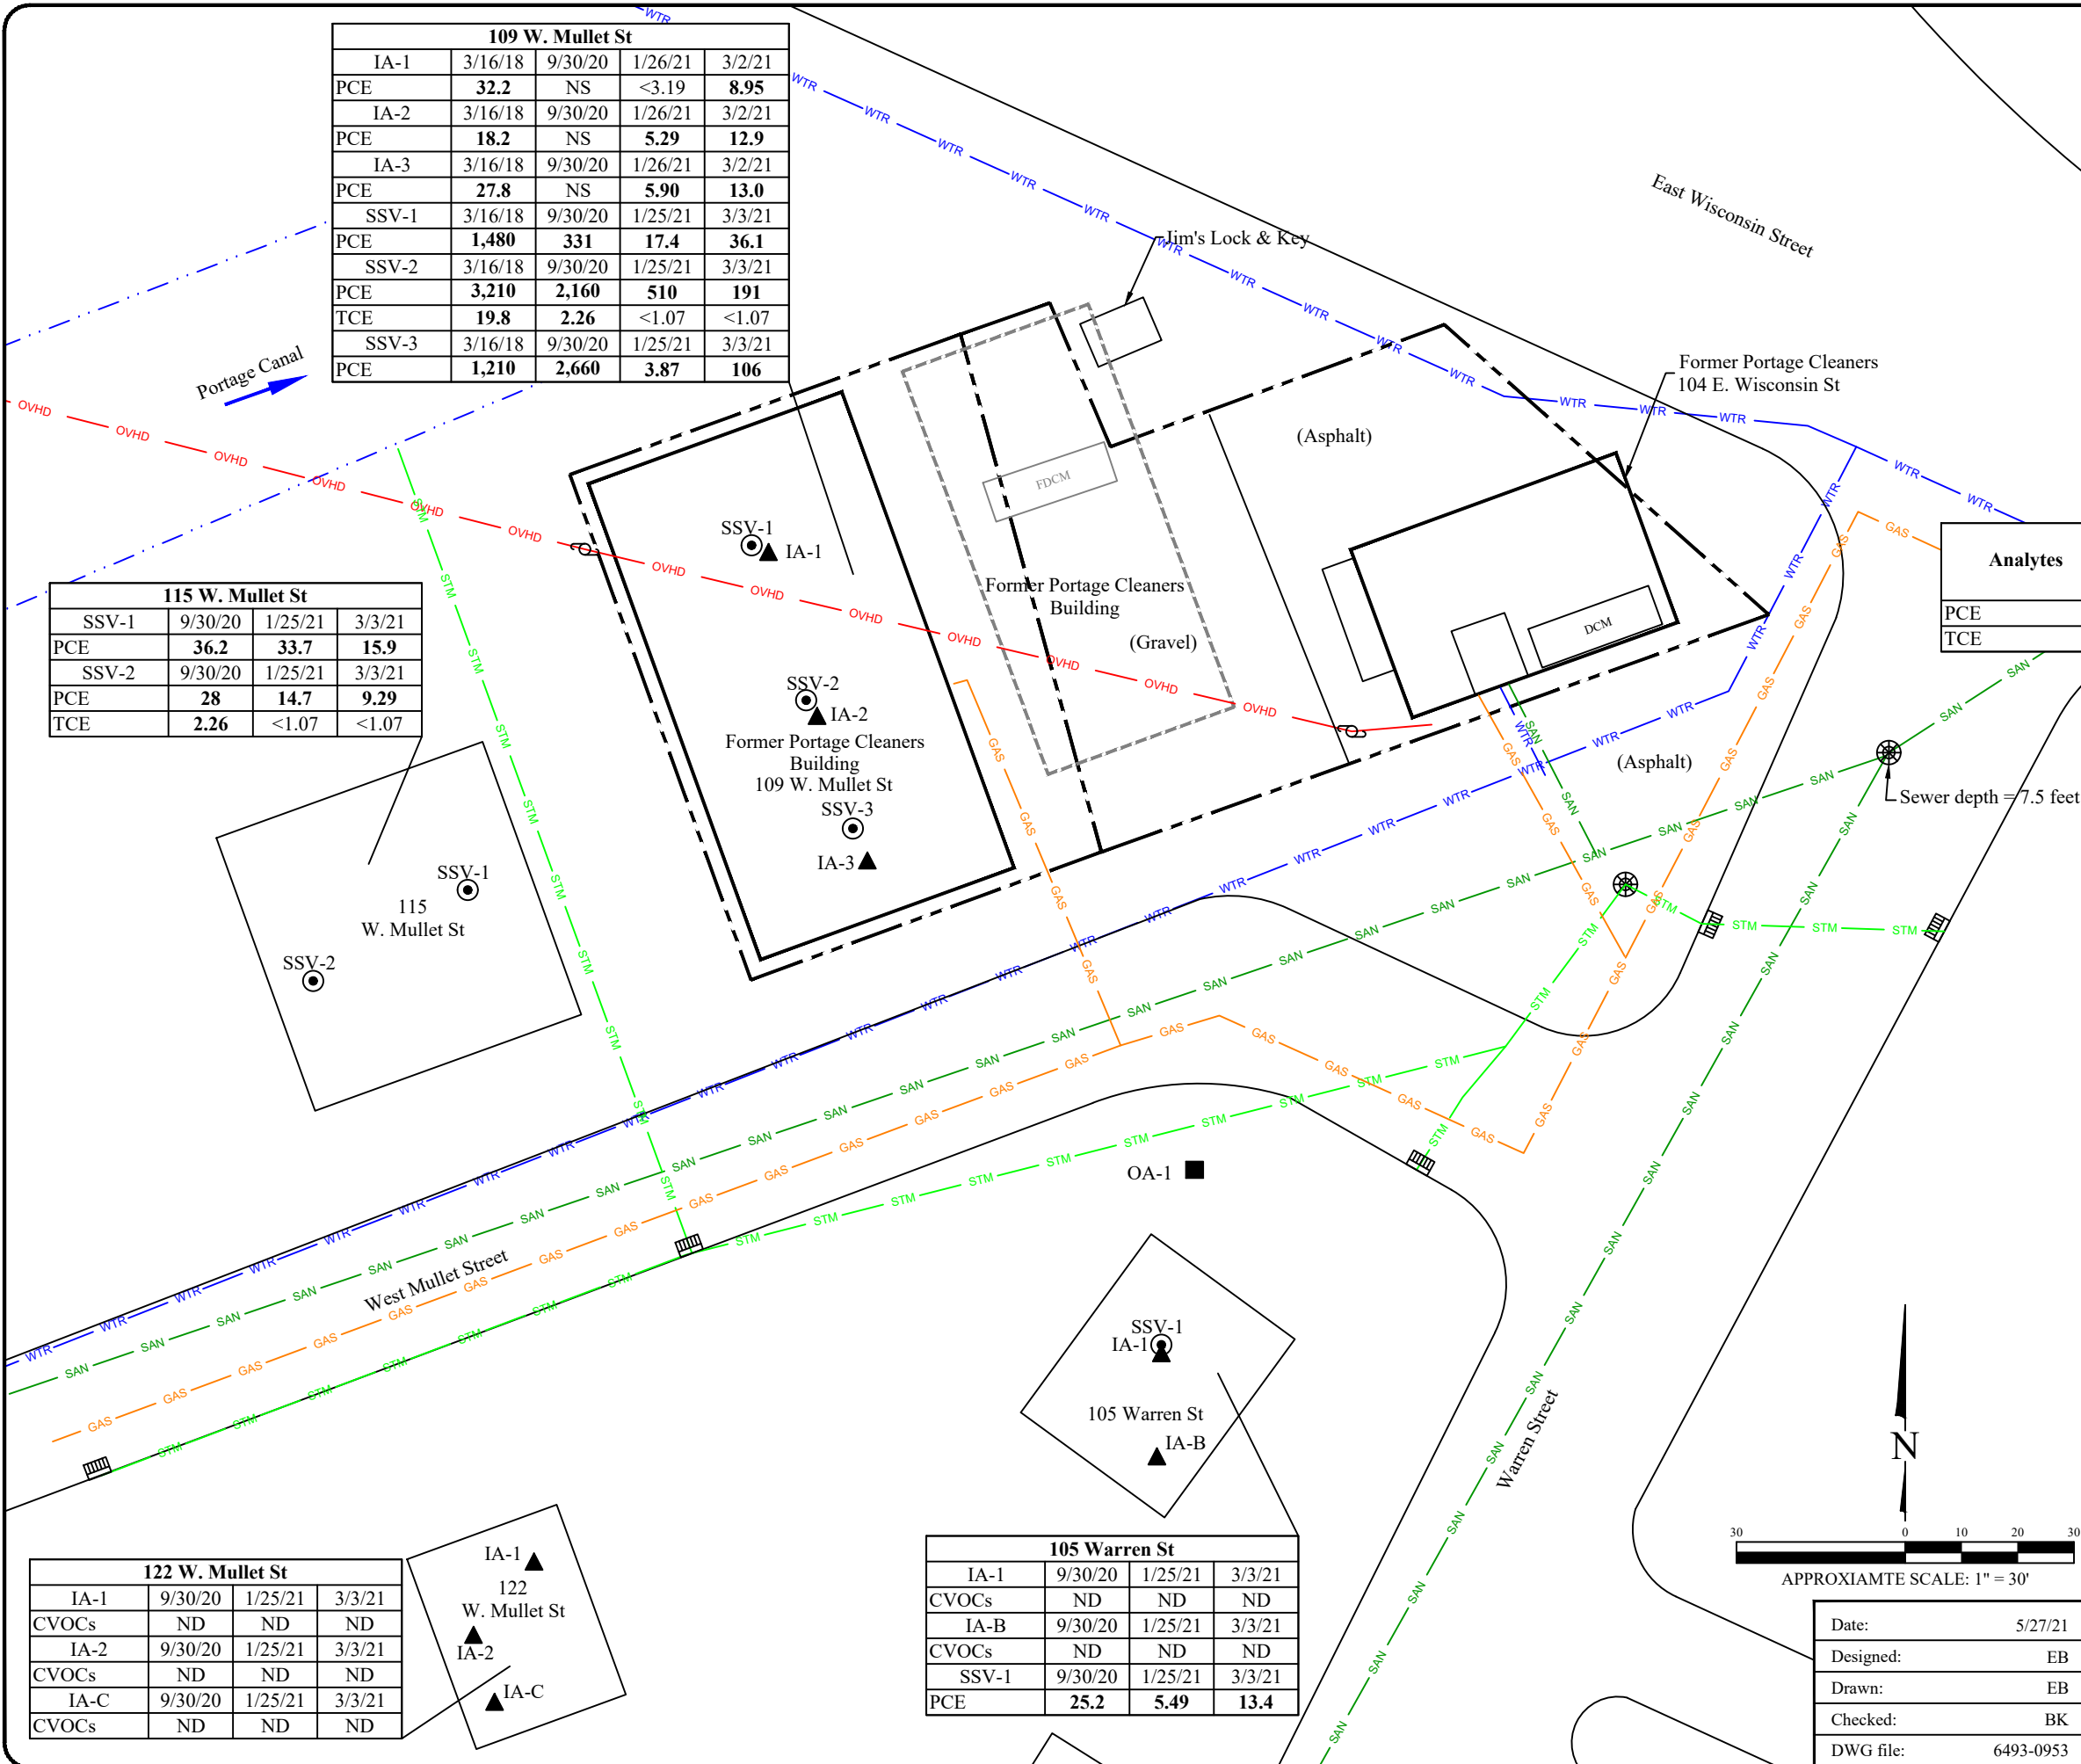 109 W. Mullet St
IA-1 3/16/18 9/30/20 1/26/21 3/2/21
PCE 32.2 NS <3.19 8.95
IA-2 3/16/18 9/30/20 1/26/21 3/2/21
PCE 18.2 NS 5.29 12.9
IA-3 3/16/18 9/30/20 1/26/21 3/2/21
PCE 27.8 NS 5.90 13.0
SSV-1 3/16/18 9/30/20 1/25/21 3/3/21
PCE 1,480 331 17.4 36.1
SSV-2 3/16/18 9/30/20 1/25/21 3/3/21
PCE 3,210 2,160 510 191
TCE 19.8 2.26 <1.07 <1.07
SSV-3 3/16/18 9/30/20 1/25/21 3/3/21
PCE 1,210 2,660 3.87 106
WTR
East Wisconsin Street
Jim's Lock & Key
Portage Canal
Former Portage Cleaners
104 E. Wisconsin St
OVHD
(Asphalt)
FDCM
STM
SSV-1
IA-1
Former Portage Cleaners
Building
(Gravel)
DCM
GAS
Analytes
PCE
TCE
115 W. Mullet St
SSV-1 9/30/20 1/25/21 3/3/21
PCE 36.2 33.7 15.9
SSV-2 9/30/20 1/25/21 3/3/21
PCE 28 14.7 9.29
TCE 2.26 <1.07 <1.07
SSV-2
IA-2
Former Portage Cleaners
Building
109 W. Mullet St
SSV-3
IA-3
SAN
(Asphalt)
Sewer depth = 7.5 feet
SSV-1
115
W. Mullet St
SSV-2
OA-1
West Mullet Street
SSV-1
IA-1
105 Warren St
IA-B
Warren Street
N
30 0 10 20 30
APPROXIAMTE SCALE: 1" = 30'
122 W. Mullet St
IA-1 9/30/20 1/25/21 3/3/21
CVOCs ND ND ND
IA-2 9/30/20 1/25/21 3/3/21
CVOCs ND ND ND
IA-C 9/30/20 1/25/21 3/3/21
CVOCs ND ND ND
IA-1
122
W. Mullet St
IA-2
IA-C
105 Warren St
IA-1 9/30/20 1/25/21 3/3/21
CVOCs ND ND ND
IA-B 9/30/20 1/25/21 3/3/21
CVOCs ND ND ND
SSV-1 9/30/20 1/25/21 3/3/21
PCE 25.2 5.49 13.4
Date: 5/27/21
Designed: EB
Drawn: EB
Checked: BK
DWG file: 6493-0953